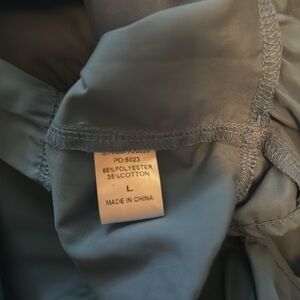 PO:5023
65%POLYESTER
35%COTTON
L
MADE IN CHINA